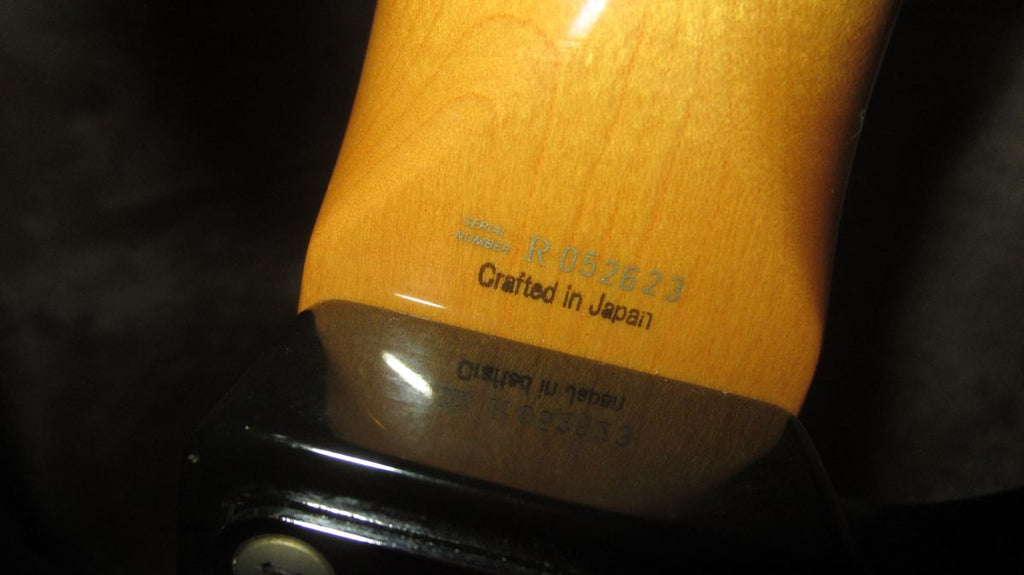 SERIAL
NUMBER R 052623
Crafted in Japan